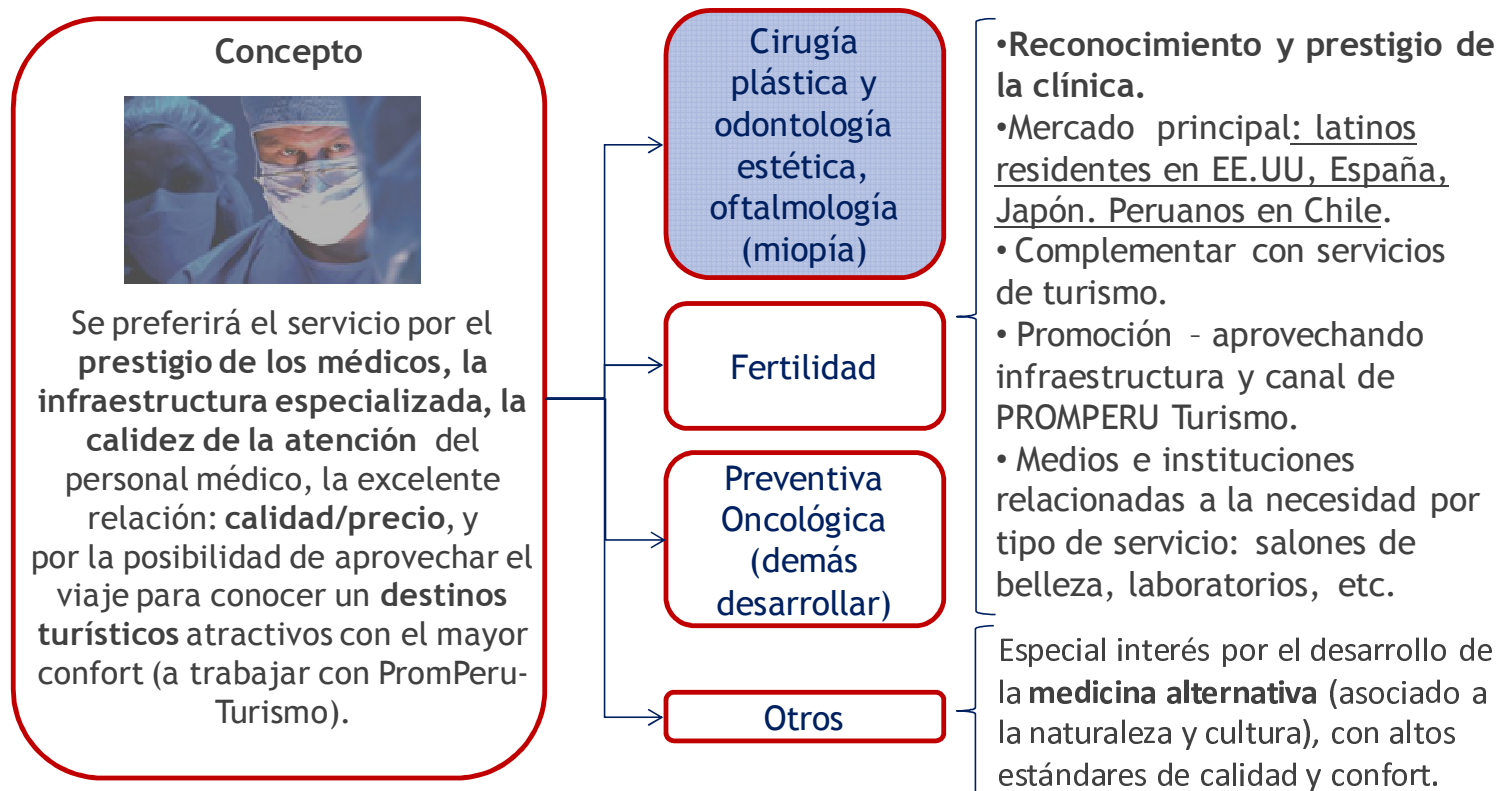 Concepto
Se preferirá el servicio por el
prestigio de los médicos, la
infraestructura especializada, la
calidez de la atención del
personal médico, la excelente
relación: calidad/precio, y
por la posibilidad de aprovechar el
viaje para conocer un destinos
turísticos atractivos con el mayor
confort (a trabajar con PromPeru-
Turismo).
Cirugía
plástica y
odontología
estética,
oftalmología
(miopía)
Fertilidad
Preventiva
Oncológica
(demás
desarrollar)
Otros
•Reconocimiento y prestigio de
la clínica.
•Mercado principal: latinos
residentes en EE.UU, España,
Japón. Peruanos en Chile.
• Complementar con servicios
de turismo.
• Promoción – aprovechando
infraestructura y canal de
PROMPERU Turismo.
• Medios e instituciones
relacionadas a la necesidad por
tipo de servicio: salones de
belleza, laboratorios, etc.
Especial interés por el desarrollo de
la medicina alternativa (asociado a
la naturaleza y cultura), con altos
estándares de calidad y confort.